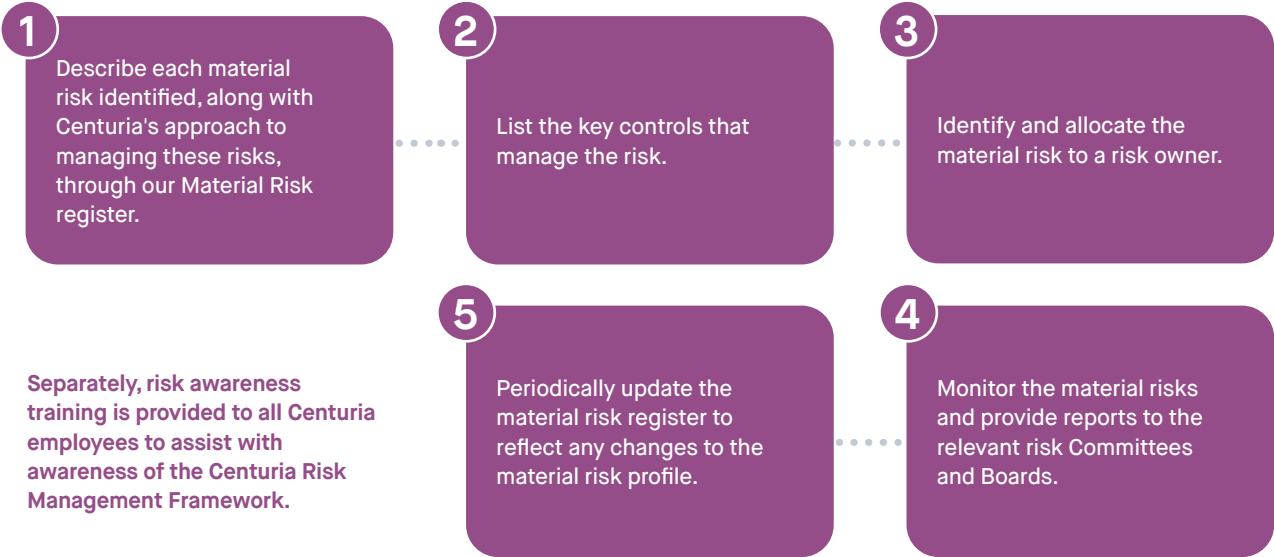 1
Describe each material
risk identified, along with
Centuria's approach to
managing these risks,
through our Material Risk
register.
2
List the key controls that
manage the risk.
3
Identify and allocate the
material risk to a risk owner.
4
Monitor the material risks
and provide reports to the
relevant risk Committees
and Boards.
5
Periodically update the
material risk register to
reflect any changes to the
material risk profile.
Separately, risk awareness
training is provided to all Centuria
employees to assist with
awareness of the Centuria Risk
Management Framework.